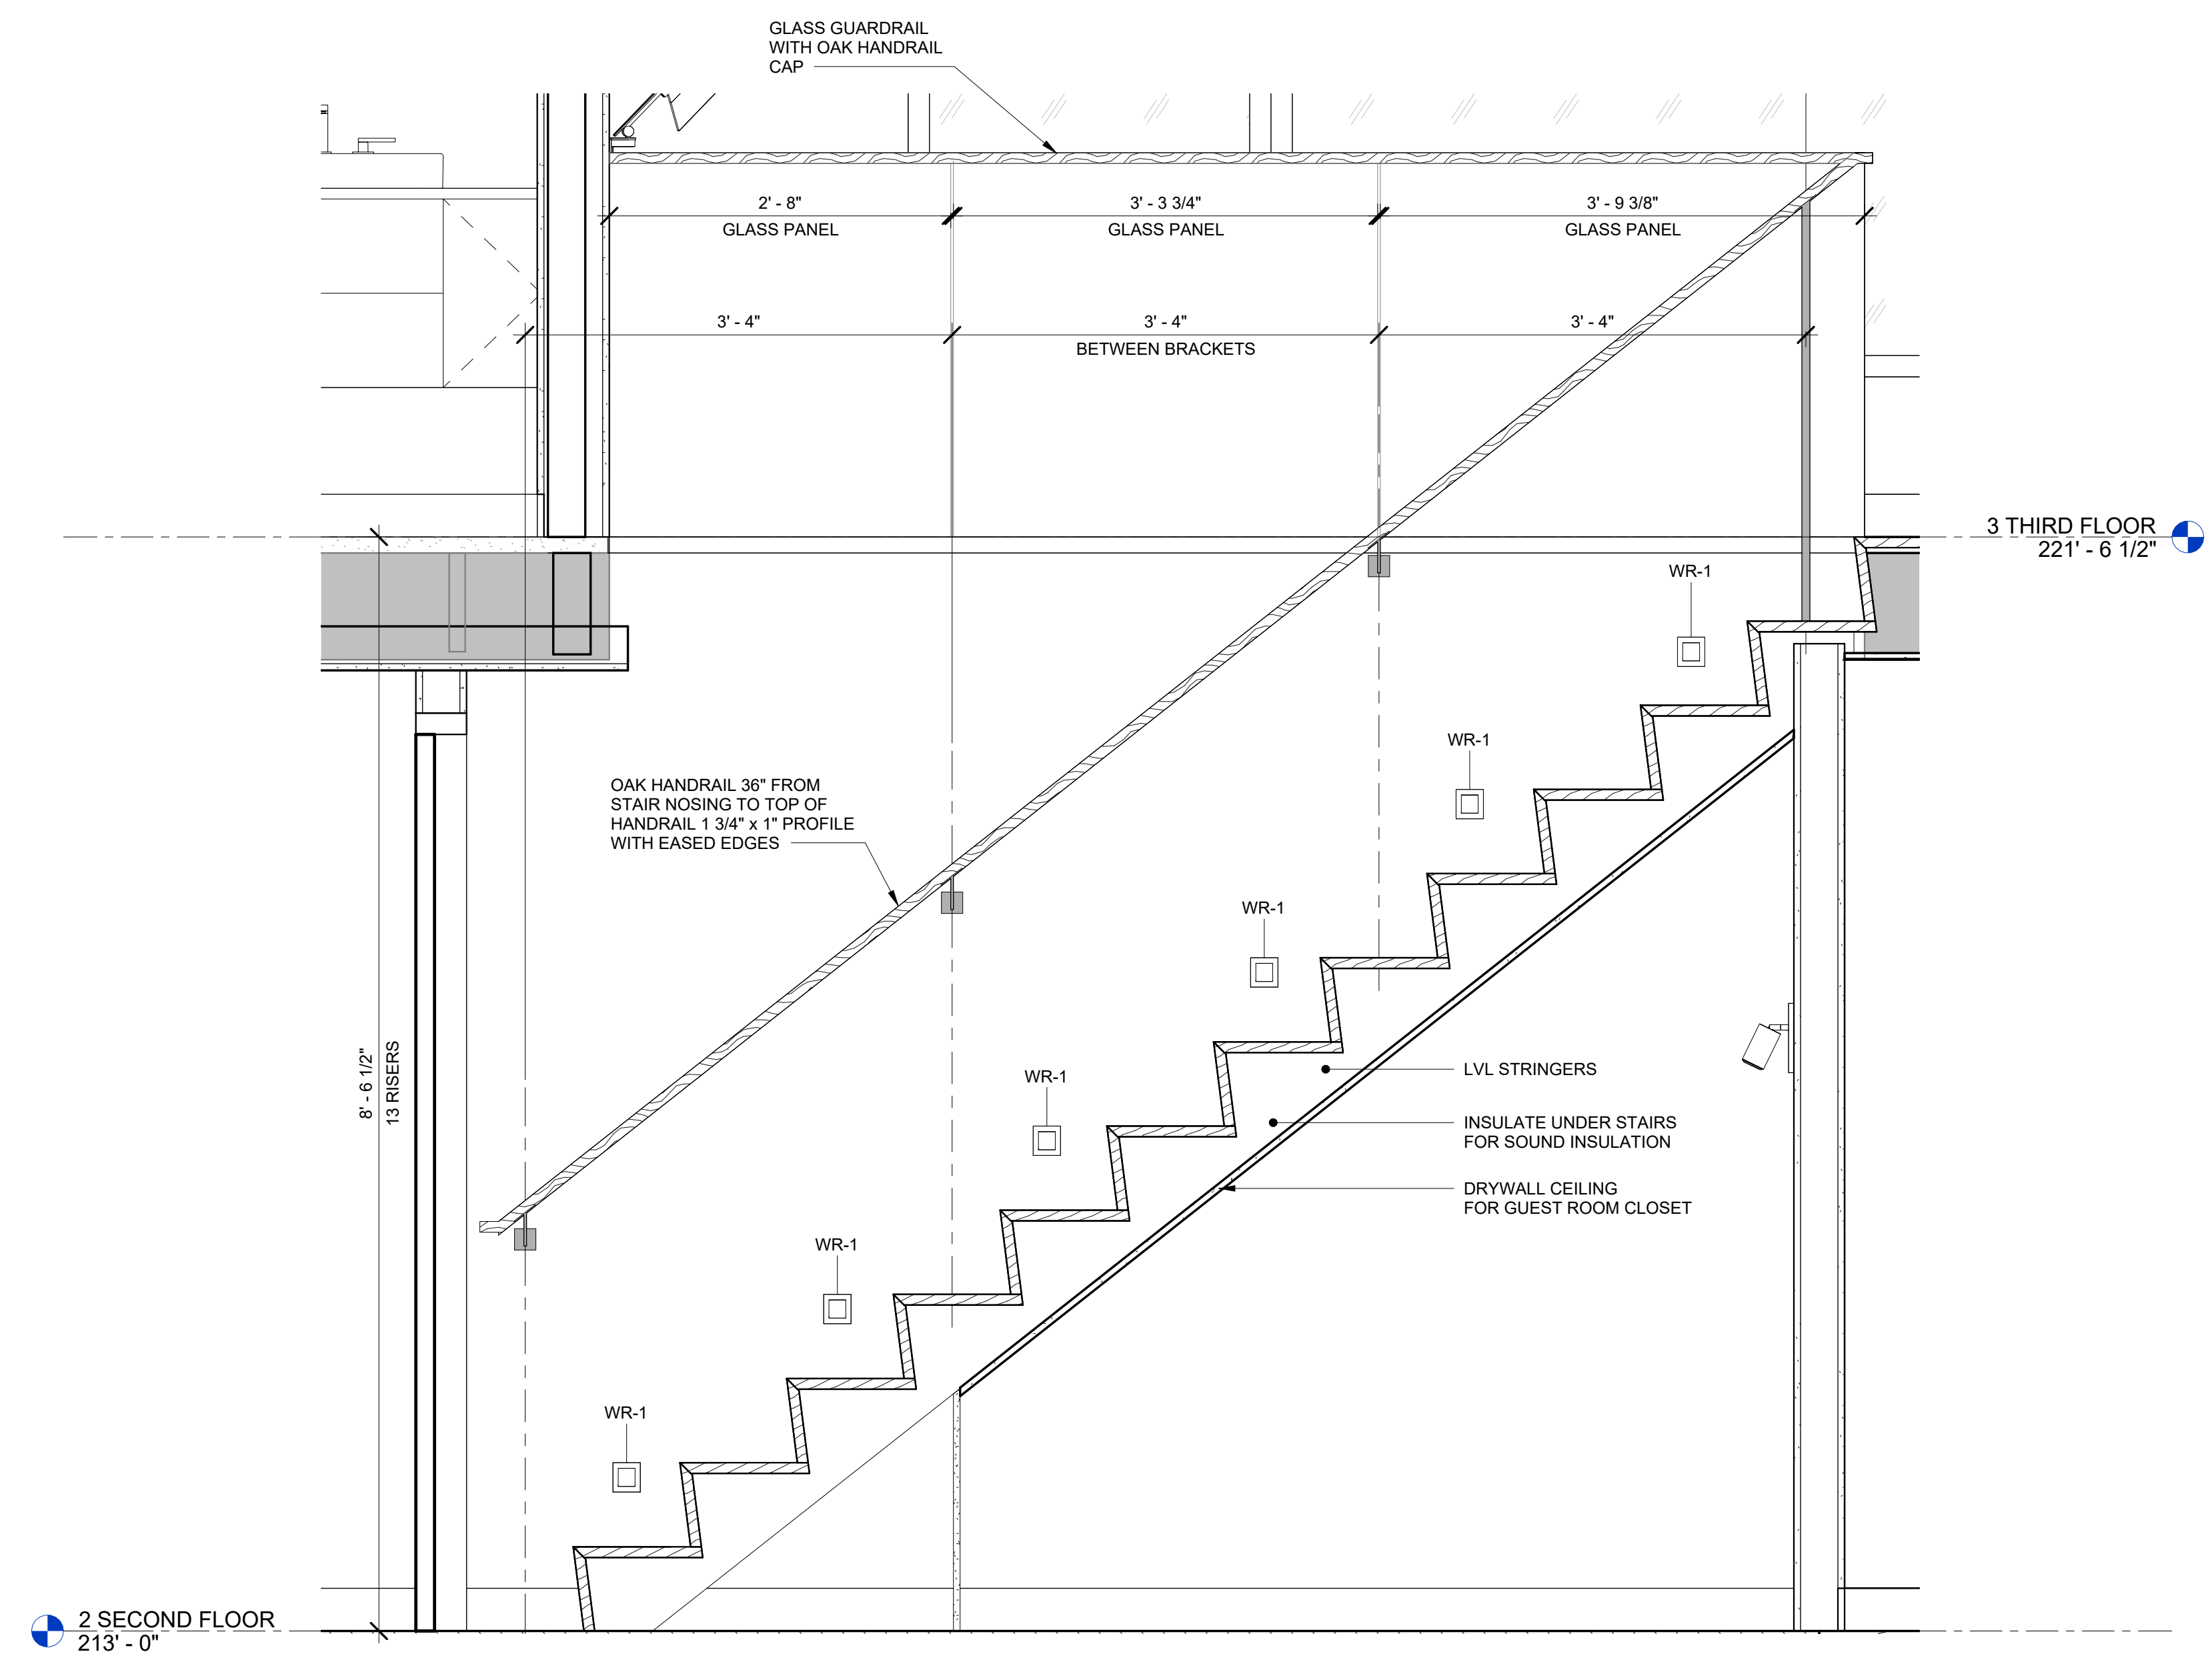 GLASS GUARDRAIL
WITH OAK HANDRAIL
CAP
2' - 8"
GLASS PANEL
3' - 3 3/4"
GLASS PANEL
3' - 9 3/8"
GLASS PANEL
3' - 4"
3' - 4"
BETWEEN BRACKETS
3' - 4"
3 THIRD FLOOR
221' - 6 1/2"
WR-1
WR-1
OAK HANDRAIL 36" FROM
STAIR NOSING TO TOP OF
HANDRAIL 1 3/4" x 1" PROFILE
WITH EASED EDGES
WR-1
8' - 6 1/2"
13 RISERS
WR-1
LVL STRINGERS
INSULATE UNDER STAIRS
FOR SOUND INSULATION
DRYWALL CEILING
FOR GUEST ROOM CLOSET
WR-1
WR-1
2 SECOND FLOOR
213' - 0"